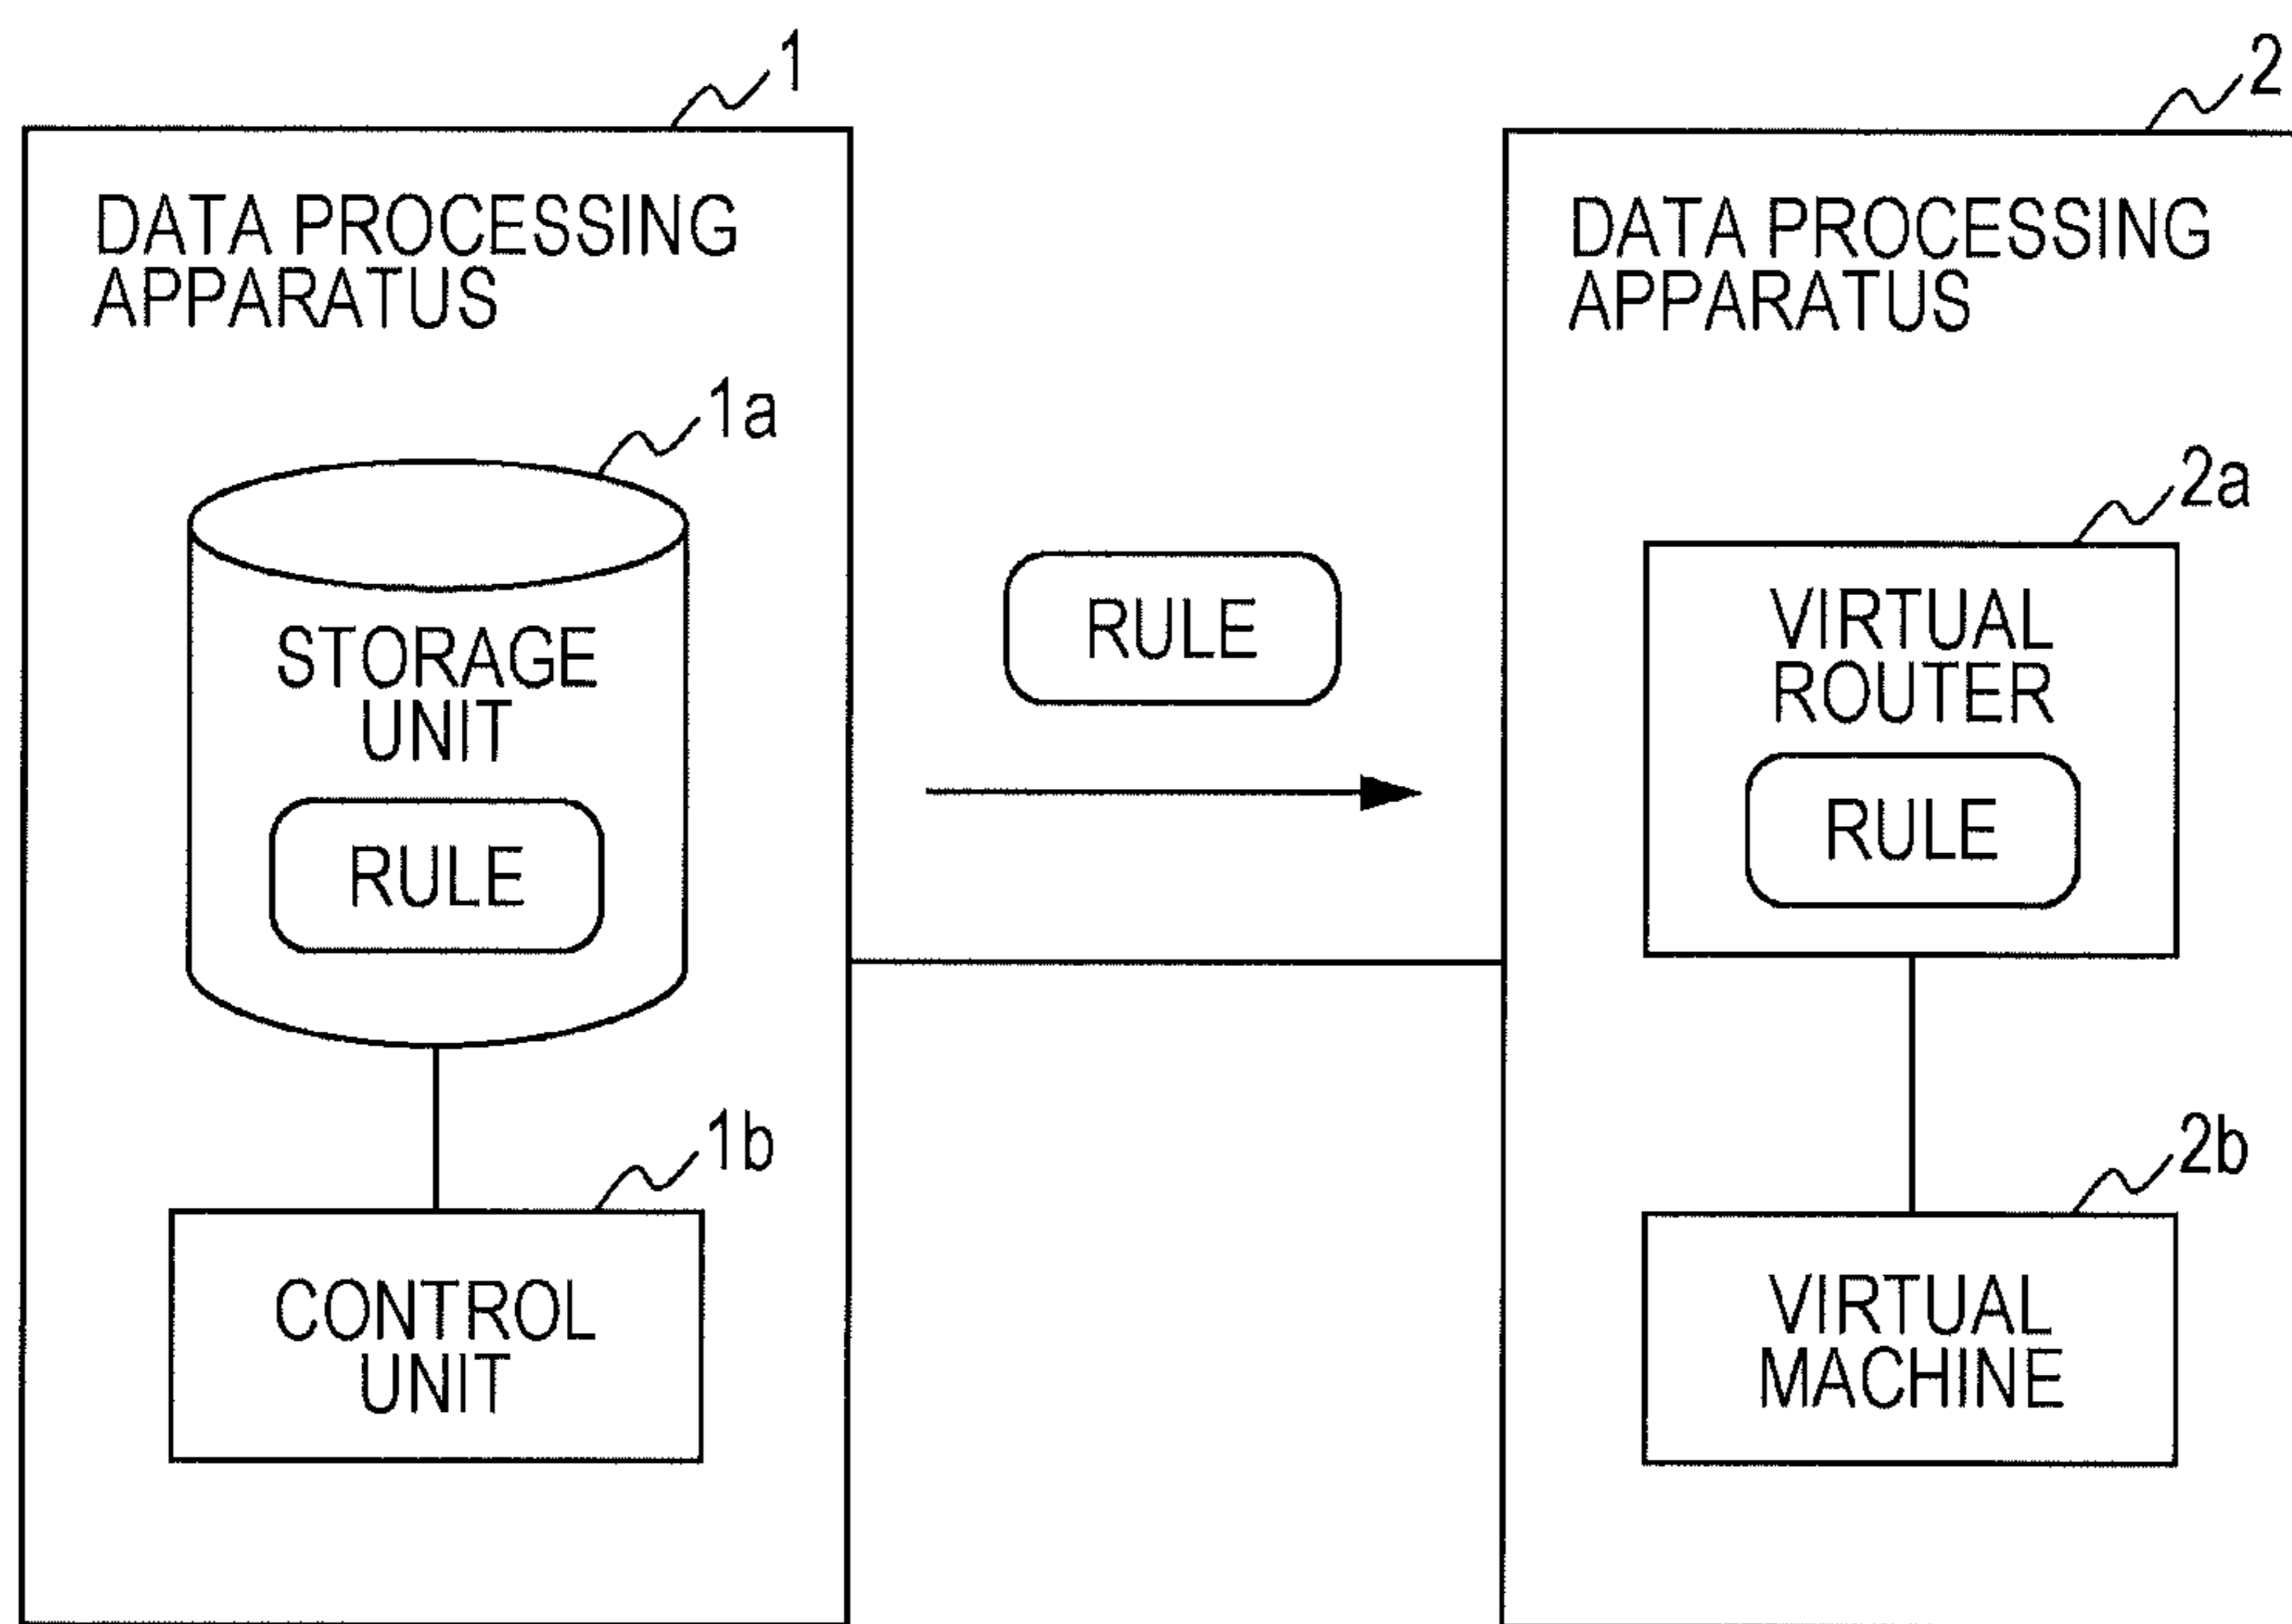 1
DATA PROCESSING
APPARATUS
1a
STORAGE
UNIT
RULE
1b
CONTROL
UNIT
RULE
2
DATA PROCESSING
APPARATUS
2a
VIRTUAL
ROUTER
RULE
2b
VIRTUAL
MACHINE